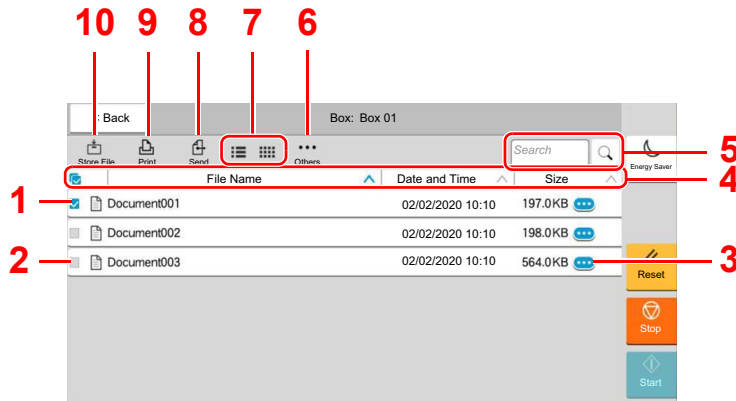 10 9 8 7 6
< Back Box: Box 01
Store File Print Send Others Search
Energy Saver
5
File Name Date and Time Size
4
1 Document001 02/02/2020 10:10 197.0KB
Document002 02/02/2020 10:10 198.0KB
2 Document003 02/02/2020 10:10 564.0KB 3
Reset
Stop
Start